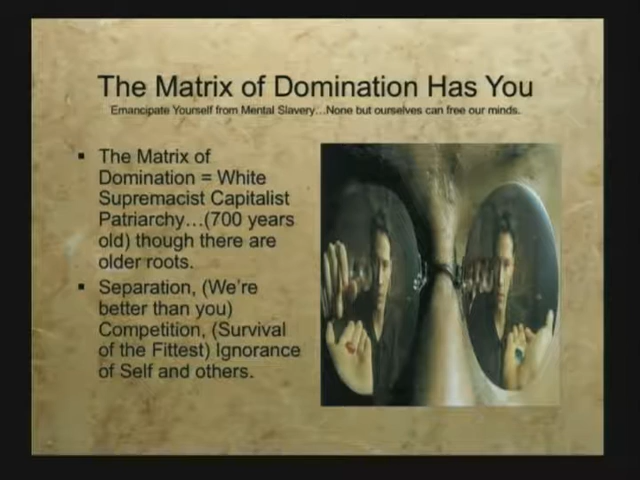 The Matrix of Domination Has You
Emancipate Yourself from Mental Slavery…None but ourselves can free our minds.
▪ The Matrix of
Domination = White
Supremacist Capitalist
Patriarchy…(700 years
old) though there are
older roots.
▪ Separation, (We're
better than you)
Competition, (Survival
of the Fittest) Ignorance
of Self and others.